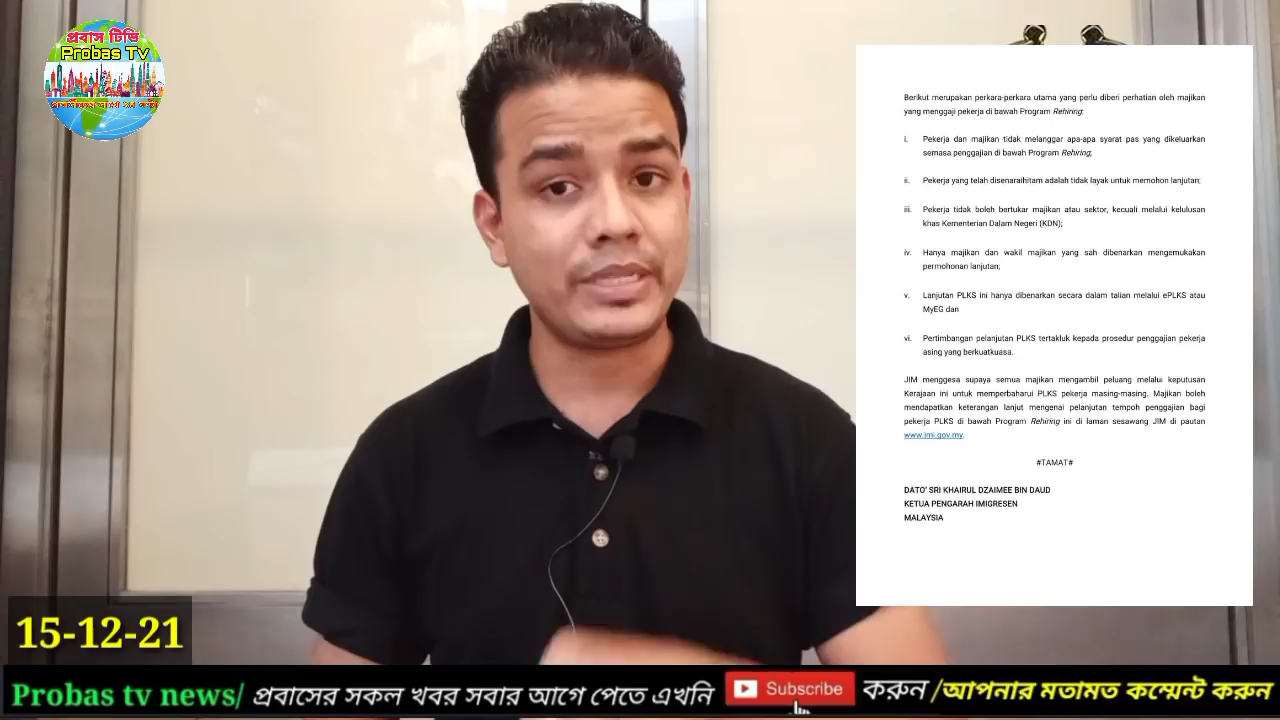 প্রবাস টিভি
Probas Tv
Berikut merupakan perkara-perkara utama yang perlu diberi perhatian oleh majikan
yang menggaji pekerja di bawah Program Rehiring:
i. Pekerja dan majikan tidak melanggar apa-apa syarat pas yang dikeluarkan
semasa penggajian di bawah Program Rehiring;
ii. Pekerja yang telah disenaraihitam adalah tidak layak untuk memohon lanjutan;
iii. Pekerja tidak boleh bertukar majikan atau sektor, kecuali melalui kelulusan
khas Kementerian Dalam Negeri (KDN);
iv. Hanya majikan dan wakil majikan yang sah dibenarkan mengemukakan
permohonan lanjutan;
v. Lanjutan PLKS ini hanya dibenarkan secara dalam talian melalui ePLKS atau
MyEG dan
vi. Pertimbangan pelanjutan PLKS tertakluk kepada prosedur penggajian pekerja
asing yang berkuatkuasa.
JIM menggesa supaya semua majikan mengambil peluang melalui keputusan
Kerajaan ini untuk memperbaharui PLKS pekerja masing-masing. Majikan boleh
mendapatkan keterangan lanjut mengenai pelanjutan tempoh penggajian bagi
pekerja PLKS di bawah Program Rehiring ini di laman sesawang JIM di pautan
www.imi.gov.my.
#TAMAT#
DATO' SRI KHAIRUL DZAIMEE BIN DAUD
KETUA PENGARAH IMIGRESEN
MALAYSIA
15-12-21
Probas tv news/ প্রবাসের সকল খবর সবার আগে পেতে এখনি Subscribe করুন /আপনার মতামত কমেন্ট করুন